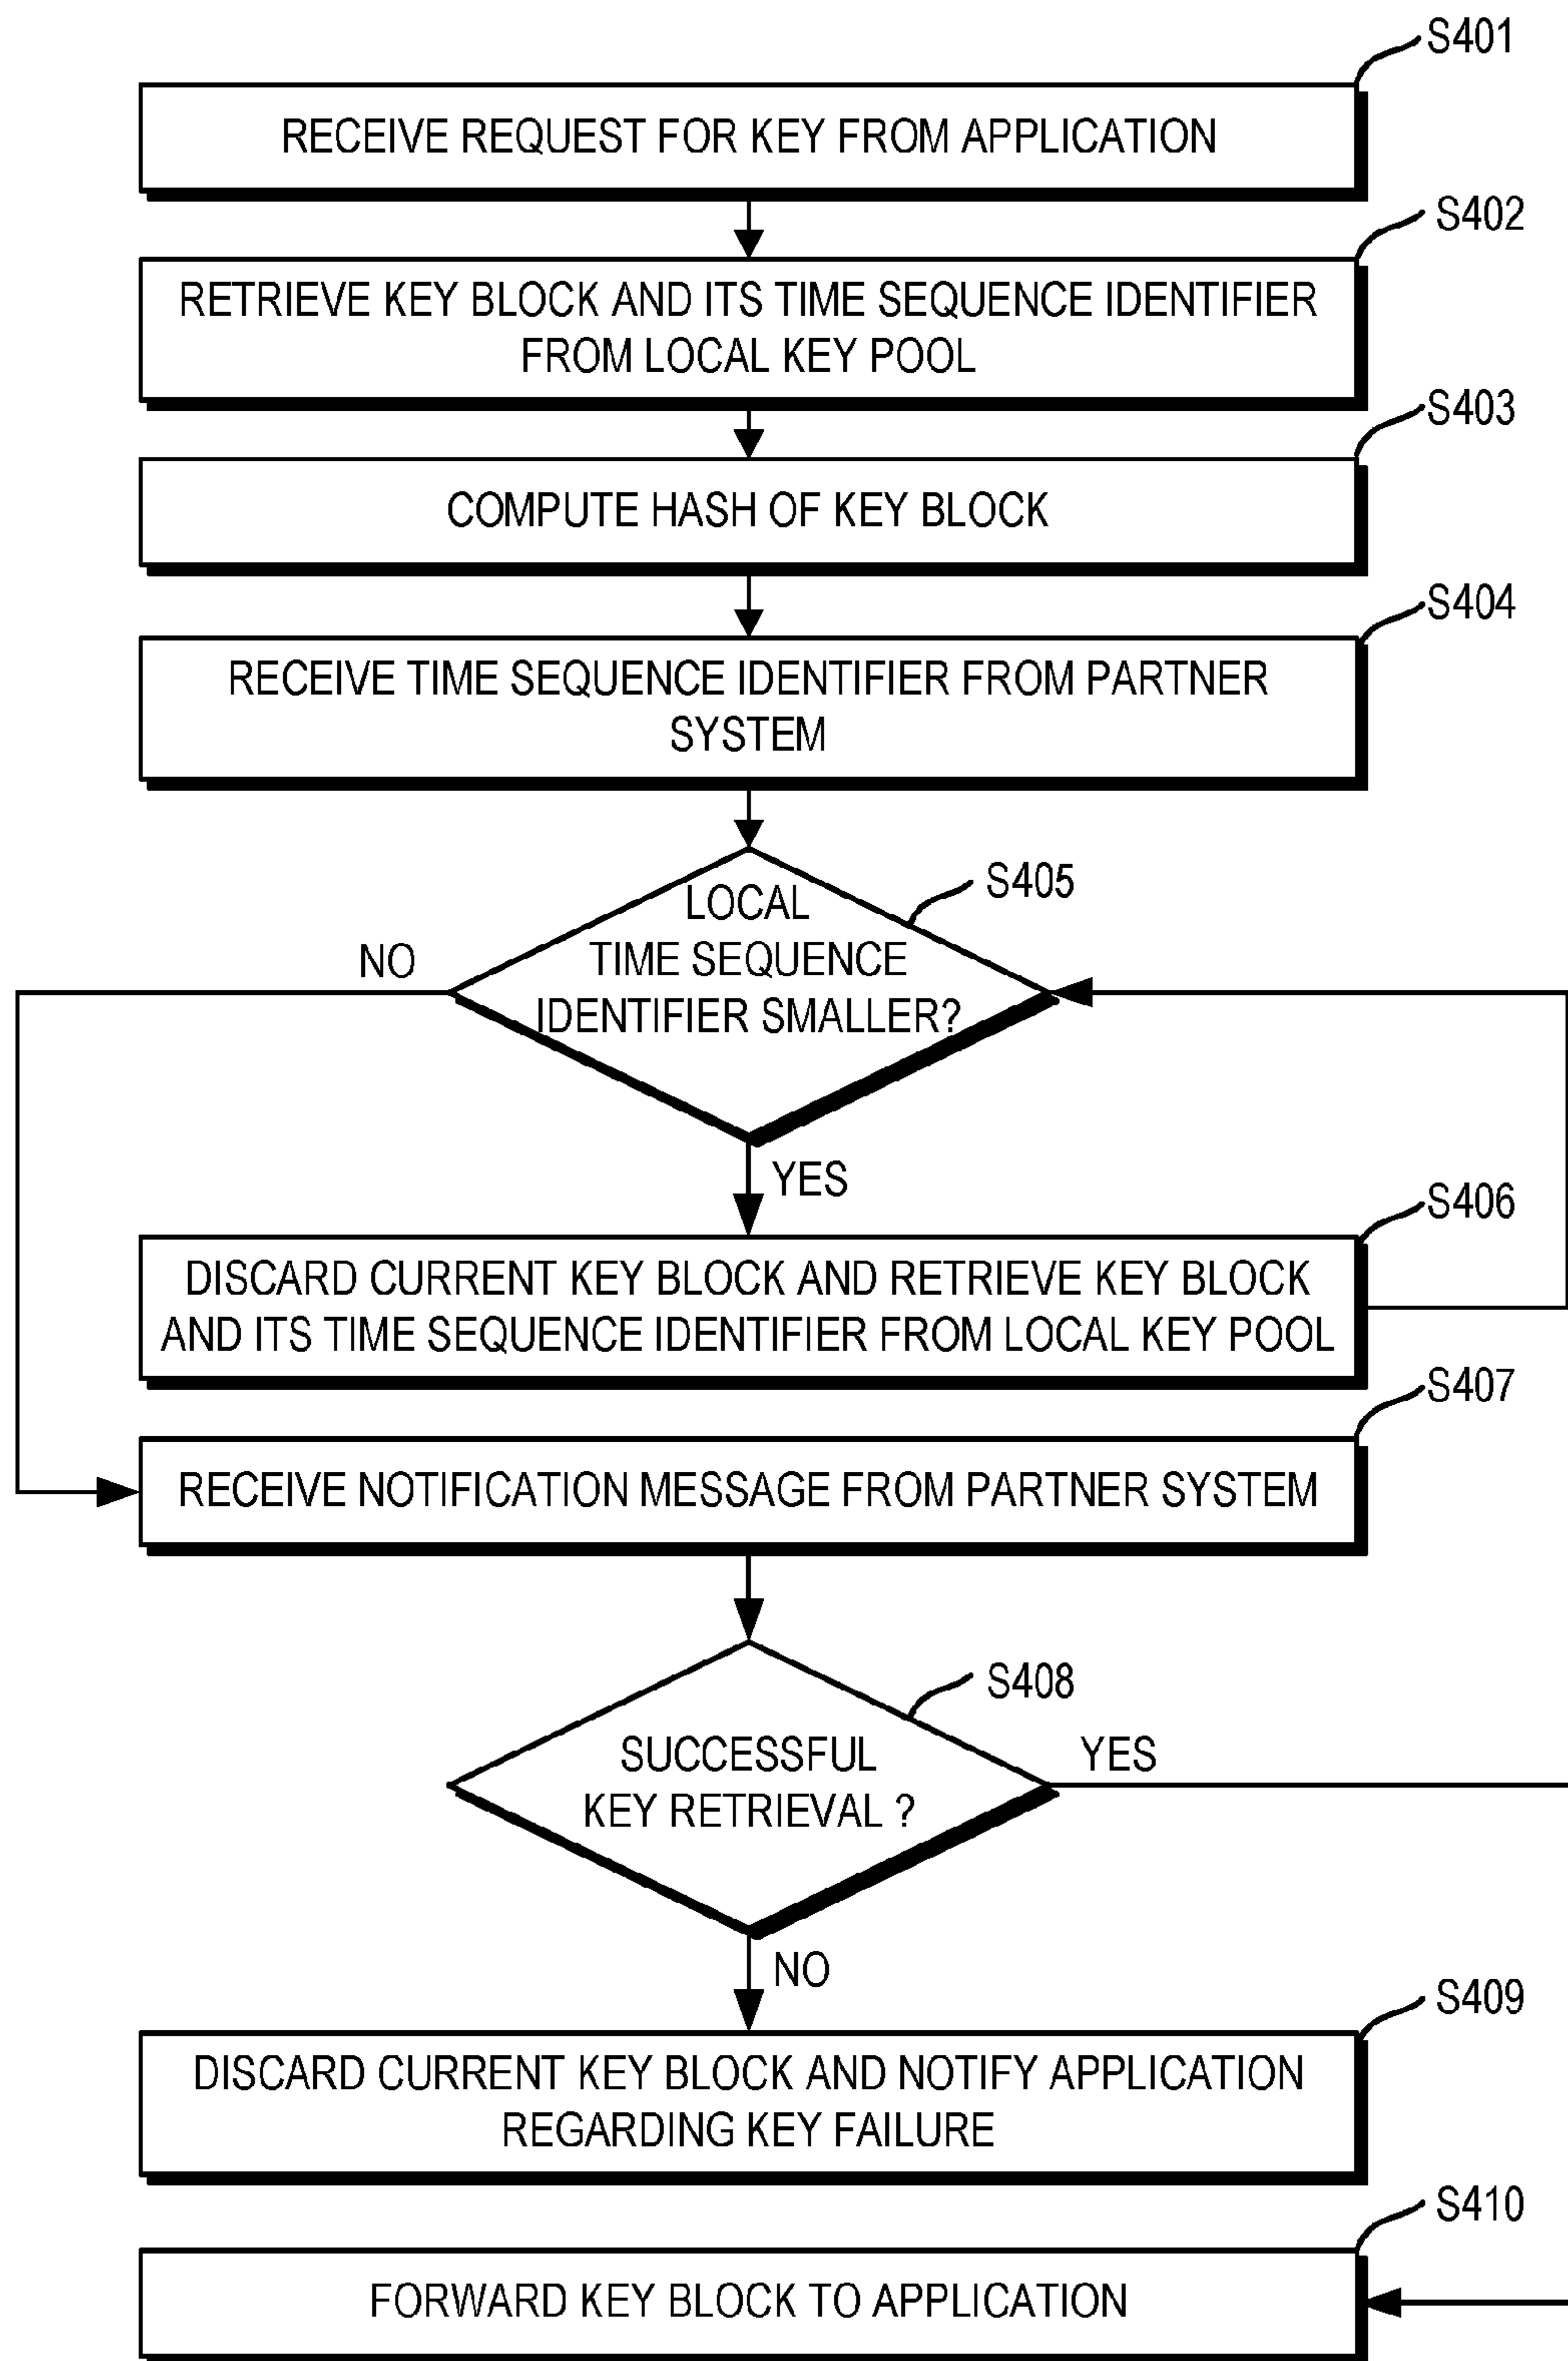 S401
RECEIVE REQUEST FOR KEY FROM APPLICATION
S402
RETRIEVE KEY BLOCK AND ITS TIME SEQUENCE IDENTIFIER
FROM LOCAL KEY POOL
S403
COMPUTE HASH OF KEY BLOCK
S404
RECEIVE TIME SEQUENCE IDENTIFIER FROM PARTNER
SYSTEM
S405
LOCAL
TIME SEQUENCE
IDENTIFIER SMALLER?
NO
YES
S406
DISCARD CURRENT KEY BLOCK AND RETRIEVE KEY BLOCK
AND ITS TIME SEQUENCE IDENTIFIER FROM LOCAL KEY POOL
S407
RECEIVE NOTIFICATION MESSAGE FROM PARTNER SYSTEM
S408
SUCCESSFUL
KEY RETRIEVAL ?
YES
NO
S409
DISCARD CURRENT KEY BLOCK AND NOTIFY APPLICATION
REGARDING KEY FAILURE
S410
FORWARD KEY BLOCK TO APPLICATION